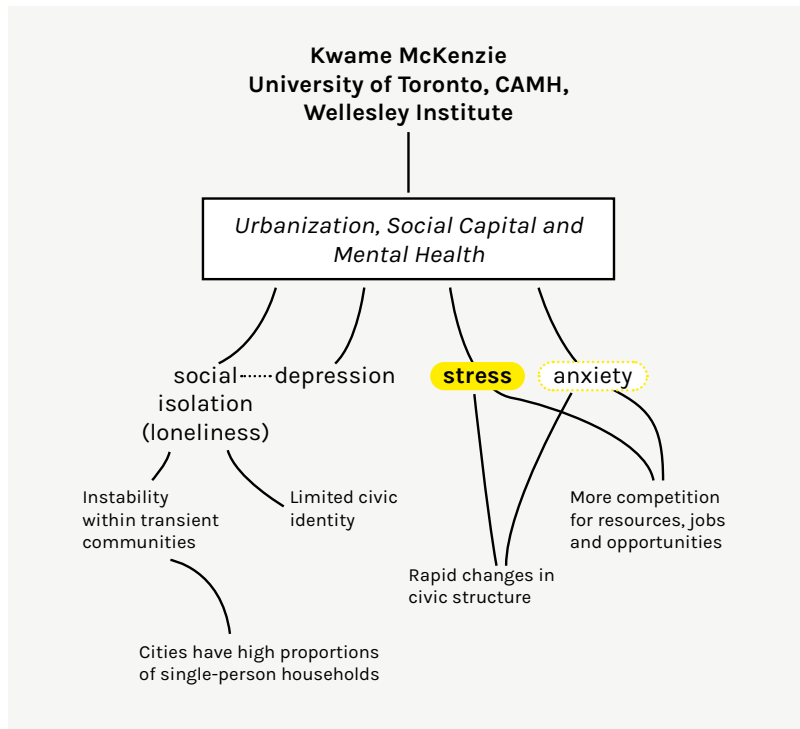 Kwame McKenzie
University of Toronto, CAMH,
Wellesley Institute
Urbanization, Social Capital and
Mental Health
social
isolation
(loneliness)
depression
stress
anxiety
Instability
within transient
communities
Limited civic
identity
More competition
for resources, jobs
and opportunities
Rapid changes in
civic structure
Cities have high proportions
of single-person households